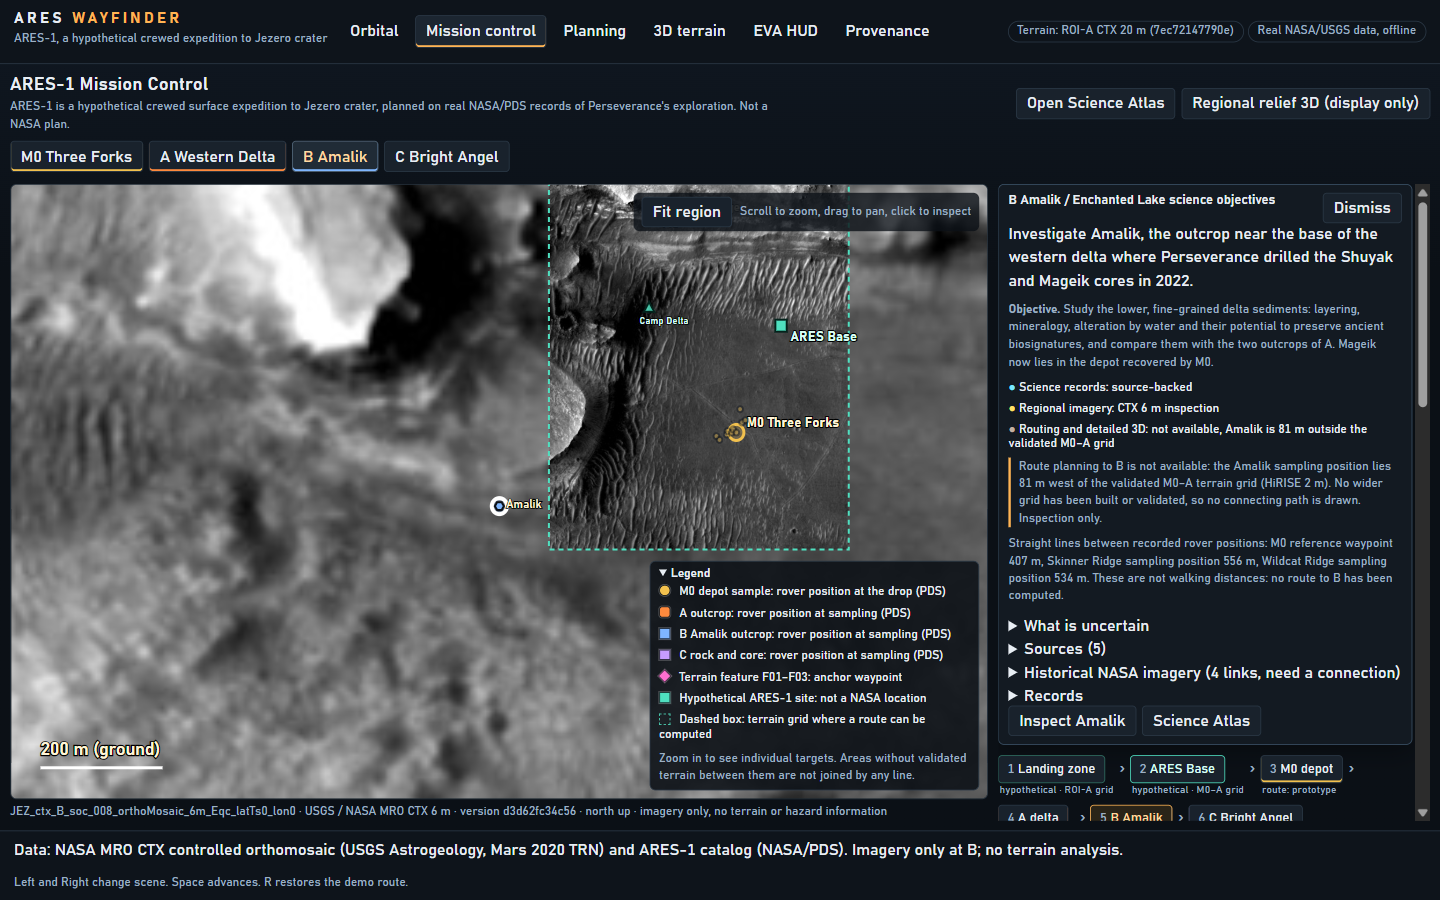 ARES WAYFINDER
ARES-1, a hypothetical crewed expedition to Jezero crater
Orbital
Mission control
Planning
3D terrain
EVA HUD
Provenance
Terrain: ROI-A CTX 20 m (7ec72147790e)
Real NASA/USGS data, offline
ARES-1 Mission Control
ARES-1 is a hypothetical crewed surface expedition to Jezero crater, planned on real NASA/PDS records of Perseverance's exploration. Not a
NASA plan.
Open Science Atlas
Regional relief 3D (display only)
M0 Three Forks
A Western Delta
B Amalik
C Bright Angel
Fit region
Scroll to zoom, drag to pan, click to inspect
Camp Delta
ARES Base
M0 Three Forks
Amalik
200 m (ground)
▼ Legend
M0 depot sample: rover position at the drop (PDS)
A outcrop: rover position at sampling (PDS)
B Amalik outcrop: rover position at sampling (PDS)
C rock and core: rover position at sampling (PDS)
Terrain feature F01–F03: anchor waypoint
Hypothetical ARES-1 site: not a NASA location
Dashed box: terrain grid where a route can be
computed
Zoom in to see individual targets. Areas without validated
terrain between them are not joined by any line.
JEZ_ctx_B_soc_008_orthoMosaic_6m_Eqc_latTs0_lon0 · USGS / NASA MRO CTX 6 m · version d3d62fc34c56 · north up · imagery only, no terrain or hazard information
B Amalik / Enchanted Lake science objectives
Dismiss
Investigate Amalik, the outcrop near the base of the
western delta where Perseverance drilled the Shuyak
and Mageik cores in 2022.
Objective. Study the lower, fine-grained delta sediments: layering,
mineralogy, alteration by water and their potential to preserve ancient
biosignatures, and compare them with the two outcrops of A. Mageik
now lies in the depot recovered by M0.
● Science records: source-backed
● Regional imagery: CTX 6 m inspection
● Routing and detailed 3D: not available, Amalik is 81 m outside the
validated M0–A grid
Route planning to B is not available: the Amalik sampling position lies
81 m west of the validated M0–A terrain grid (HiRISE 2 m). No wider
grid has been built or validated, so no connecting path is drawn.
Inspection only.
Straight lines between recorded rover positions: M0 reference waypoint
407 m, Skinner Ridge sampling position 556 m, Wildcat Ridge sampling
position 534 m. These are not walking distances: no route to B has been
computed.
▶ What is uncertain
▶ Sources (5)
▶ Historical NASA imagery (4 links, need a connection)
▶ Records
Inspect Amalik
Science Atlas
1 Landing zone › 2 ARES Base › 3 M0 depot ›
hypothetical · ROI-A grid
hypothetical · M0-A grid
route: prototype
4 A delta › 5 B Amalik › 6 C Bright Angel
Data: NASA MRO CTX controlled orthomosaic (USGS Astrogeology, Mars 2020 TRN) and ARES-1 catalog (NASA/PDS). Imagery only at B; no terrain analysis.
Left and Right change scene. Space advances. R restores the demo route.